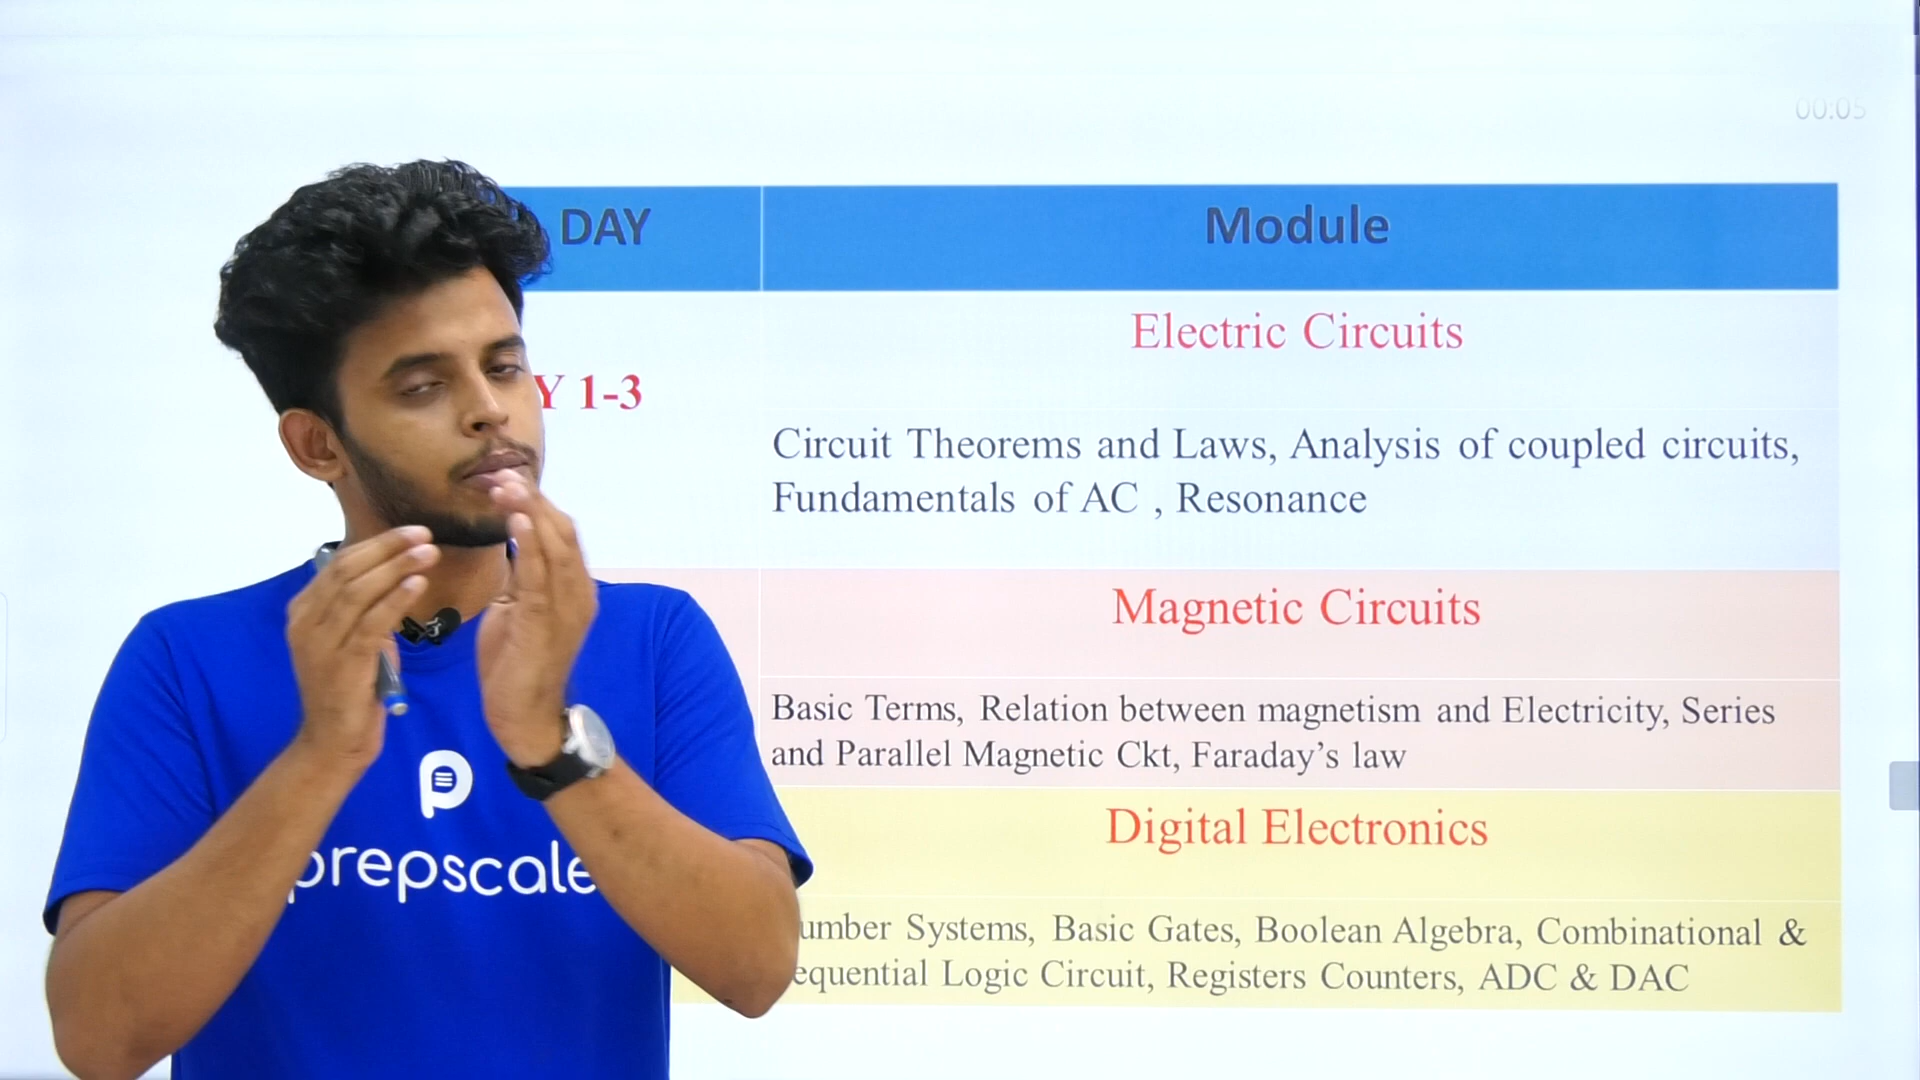 00:05
DAY Module
Electric Circuits
Y 1-3
Circuit Theorems and Laws, Analysis of coupled circuits,
Fundamentals of AC , Resonance
Magnetic Circuits
Basic Terms, Relation between magnetism and Electricity, Series
and Parallel Magnetic Ckt, Faraday’s law
Digital Electronics
umber Systems, Basic Gates, Boolean Algebra, Combinational &
equential Logic Circuit, Registers Counters, ADC & DAC
prepscale